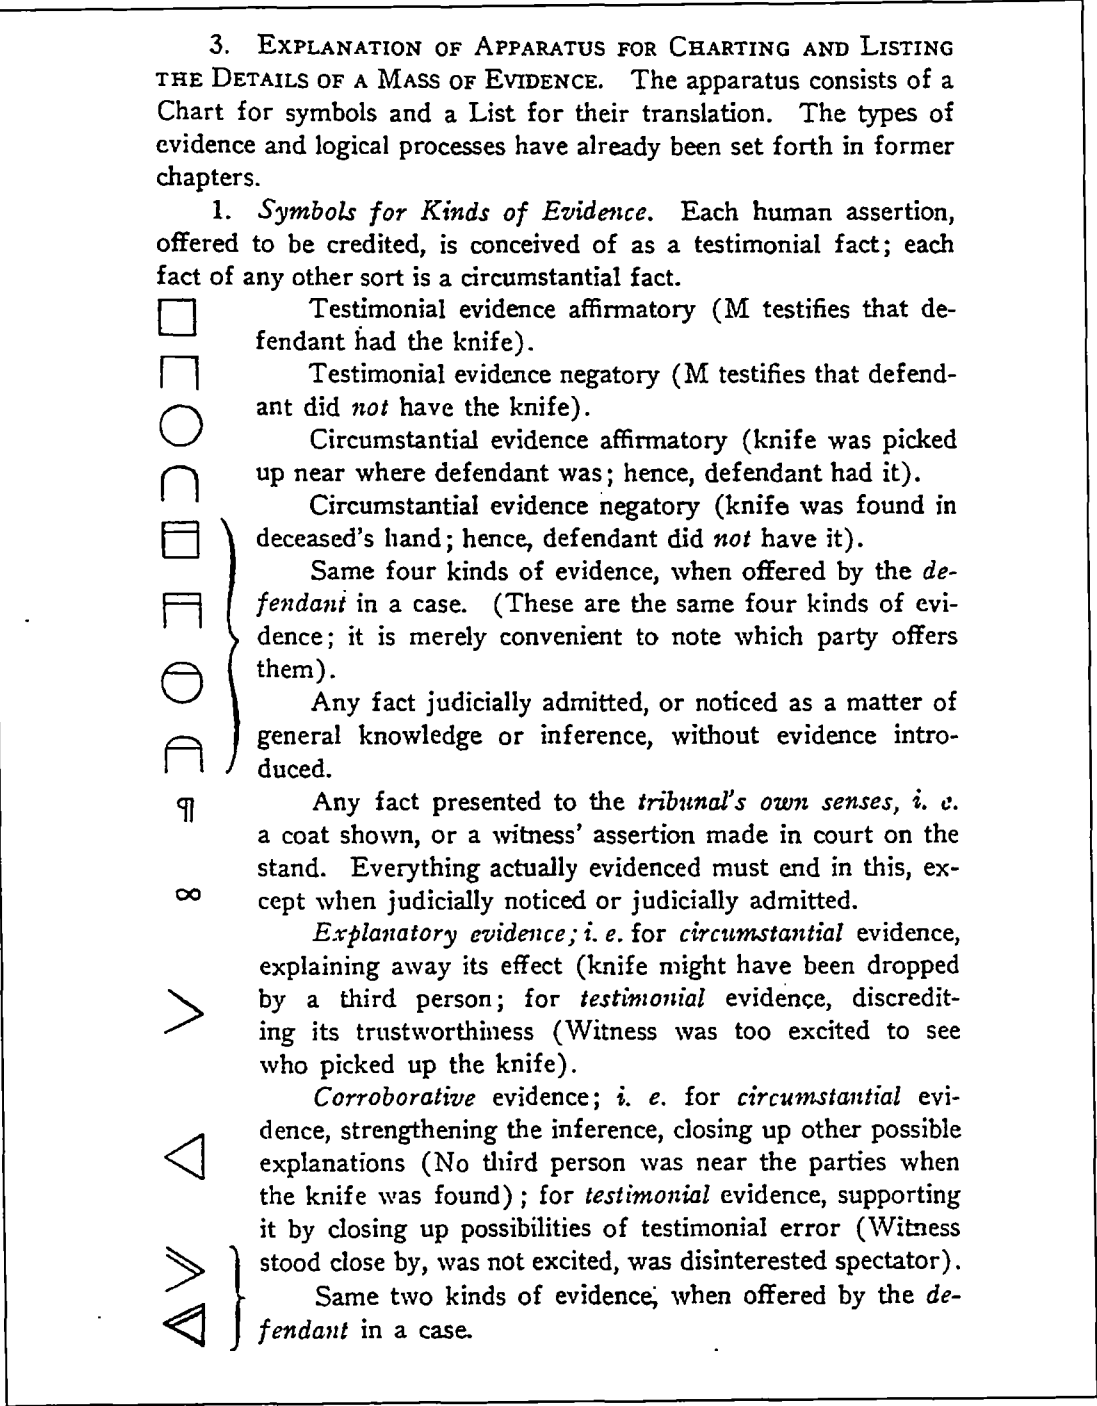 3. EXPLANATION OF APPARATUS FOR CHARTING AND LISTING
THE DETAILS OF A MASS OF EVIDENCE. The apparatus consists of a
Chart for symbols and a List for their translation. The types of
evidence and logical processes have already been set forth in former
chapters.
1. Symbols for Kinds of Evidence. Each human assertion,
offered to be credited, is conceived of as a testimonial fact; each
fact of any other sort is a circumstantial fact.
Testimonial evidence affirmatory (M testifies that de-
fendant had the knife).
Testimonial evidence negatory (M testifies that defend-
ant did not have the knife).
Circumstantial evidence affirmatory (knife was picked
up near where defendant was; hence, defendant had it).
Circumstantial evidence negatory (knife was found in
deceased's hand; hence, defendant did not have it).
Same four kinds of evidence, when offered by the de-
fendant in a case. (These are the same four kinds of evi-
dence; it is merely convenient to note which party offers
them).
Any fact judicially admitted, or noticed as a matter of
general knowledge or inference, without evidence intro-
duced.
¶ Any fact presented to the tribunal's own senses, i. e.
a coat shown, or a witness' assertion made in court on the
stand. Everything actually evidenced must end in this, ex-
∞ cept when judicially noticed or judicially admitted.
Explanatory evidence; i. e. for circumstantial evidence,
explaining away its effect (knife might have been dropped
by a third person; for testimonial evidence, discredit-
ing its trustworthiness (Witness was too excited to see
who picked up the knife).
Corroborative evidence; i. e. for circumstantial evi-
dence, strengthening the inference, closing up other possible
explanations (No third person was near the parties when
the knife was found); for testimonial evidence, supporting
it by closing up possibilities of testimonial error (Witness
stood close by, was not excited, was disinterested spectator).
Same two kinds of evidence, when offered by the de-
fendant in a case.